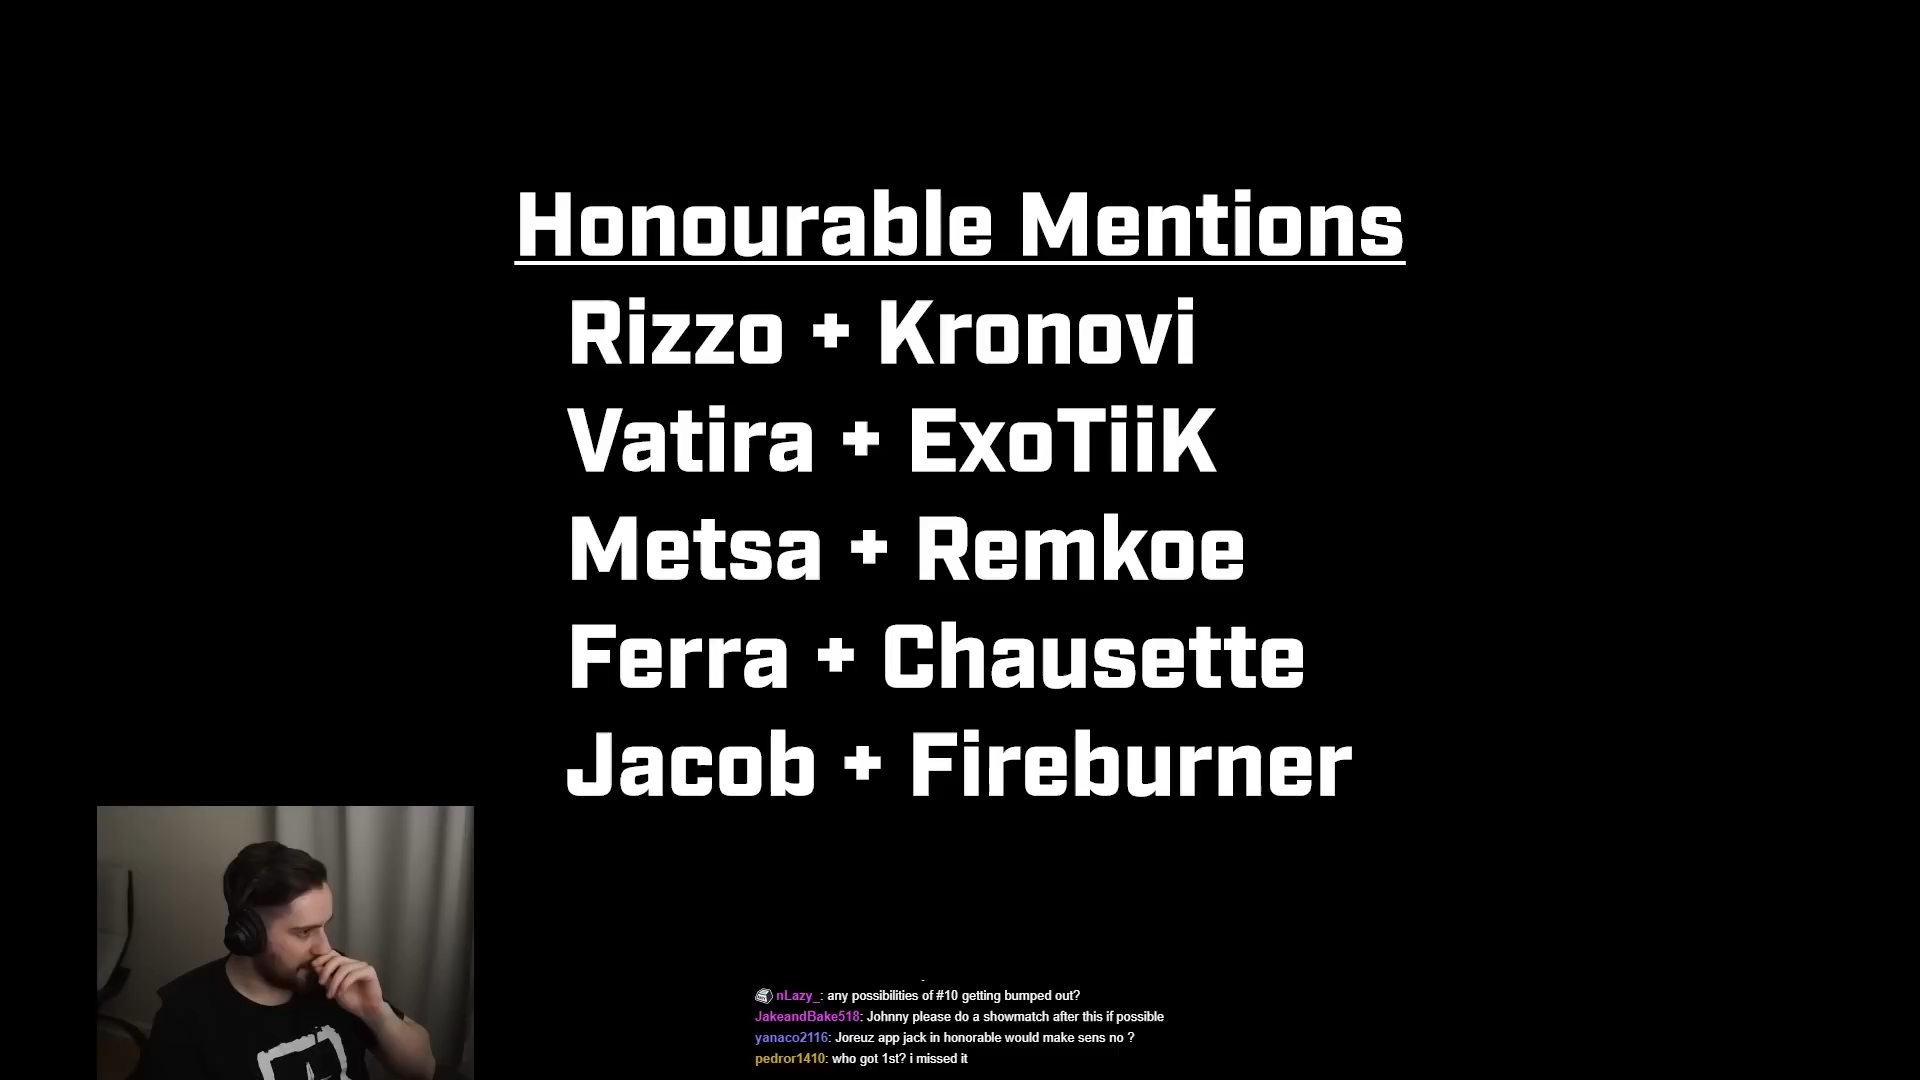 Honourable Mentions
Rizzo + Kronovi
Vatira + ExoTiiK
Metsa + Remkoe
Ferra + Chausette
Jacob + Fireburner
nLazy_: any possibilities of #10 getting bumped out?
JakeandBake518: Johnny please do a showmatch after this if possible
yanaco2116: Joreuz app jack in honorable would make sens no ?
pedror1410: who got 1st? i missed it